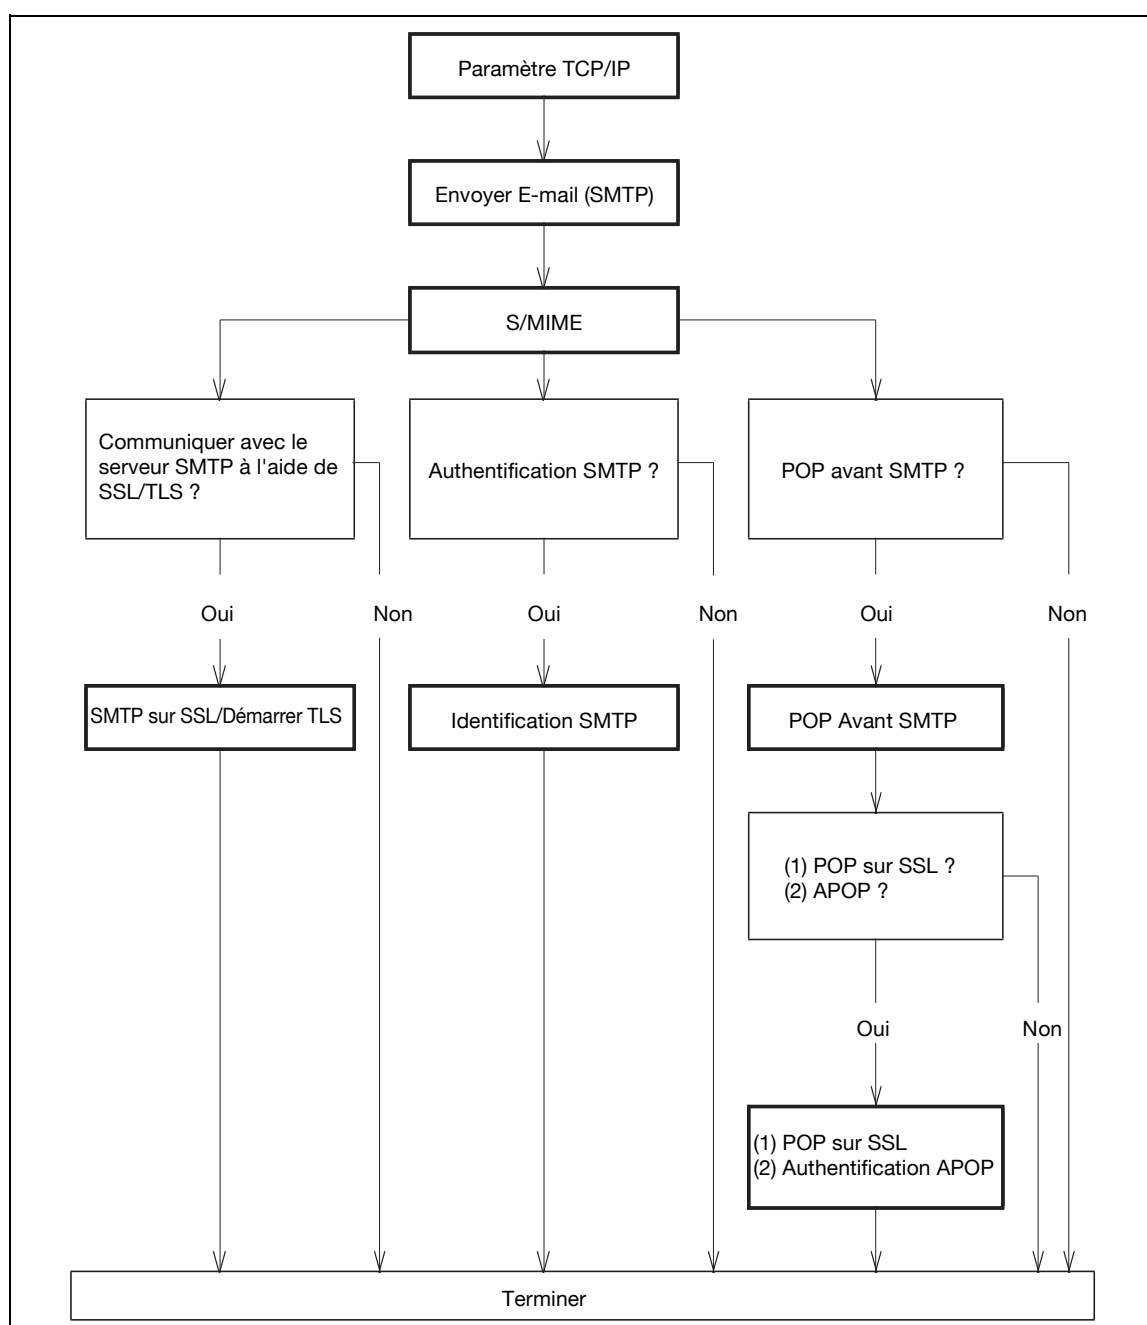 Paramètre TCP/IP
Envoyer E-mail (SMTP)
S/MIME
Communiquer avec le
serveur SMTP à l'aide de
SSL/TLS ?
Authentification SMTP ?
POP avant SMTP ?
Oui
Non
Oui
Non
Oui
Non
SMTP sur SSL/Démarrer TLS
Identification SMTP
POP Avant SMTP
(1) POP sur SSL ?
(2) APOP ?
Oui
Non
(1) POP sur SSL
(2) Authentification APOP
Terminer